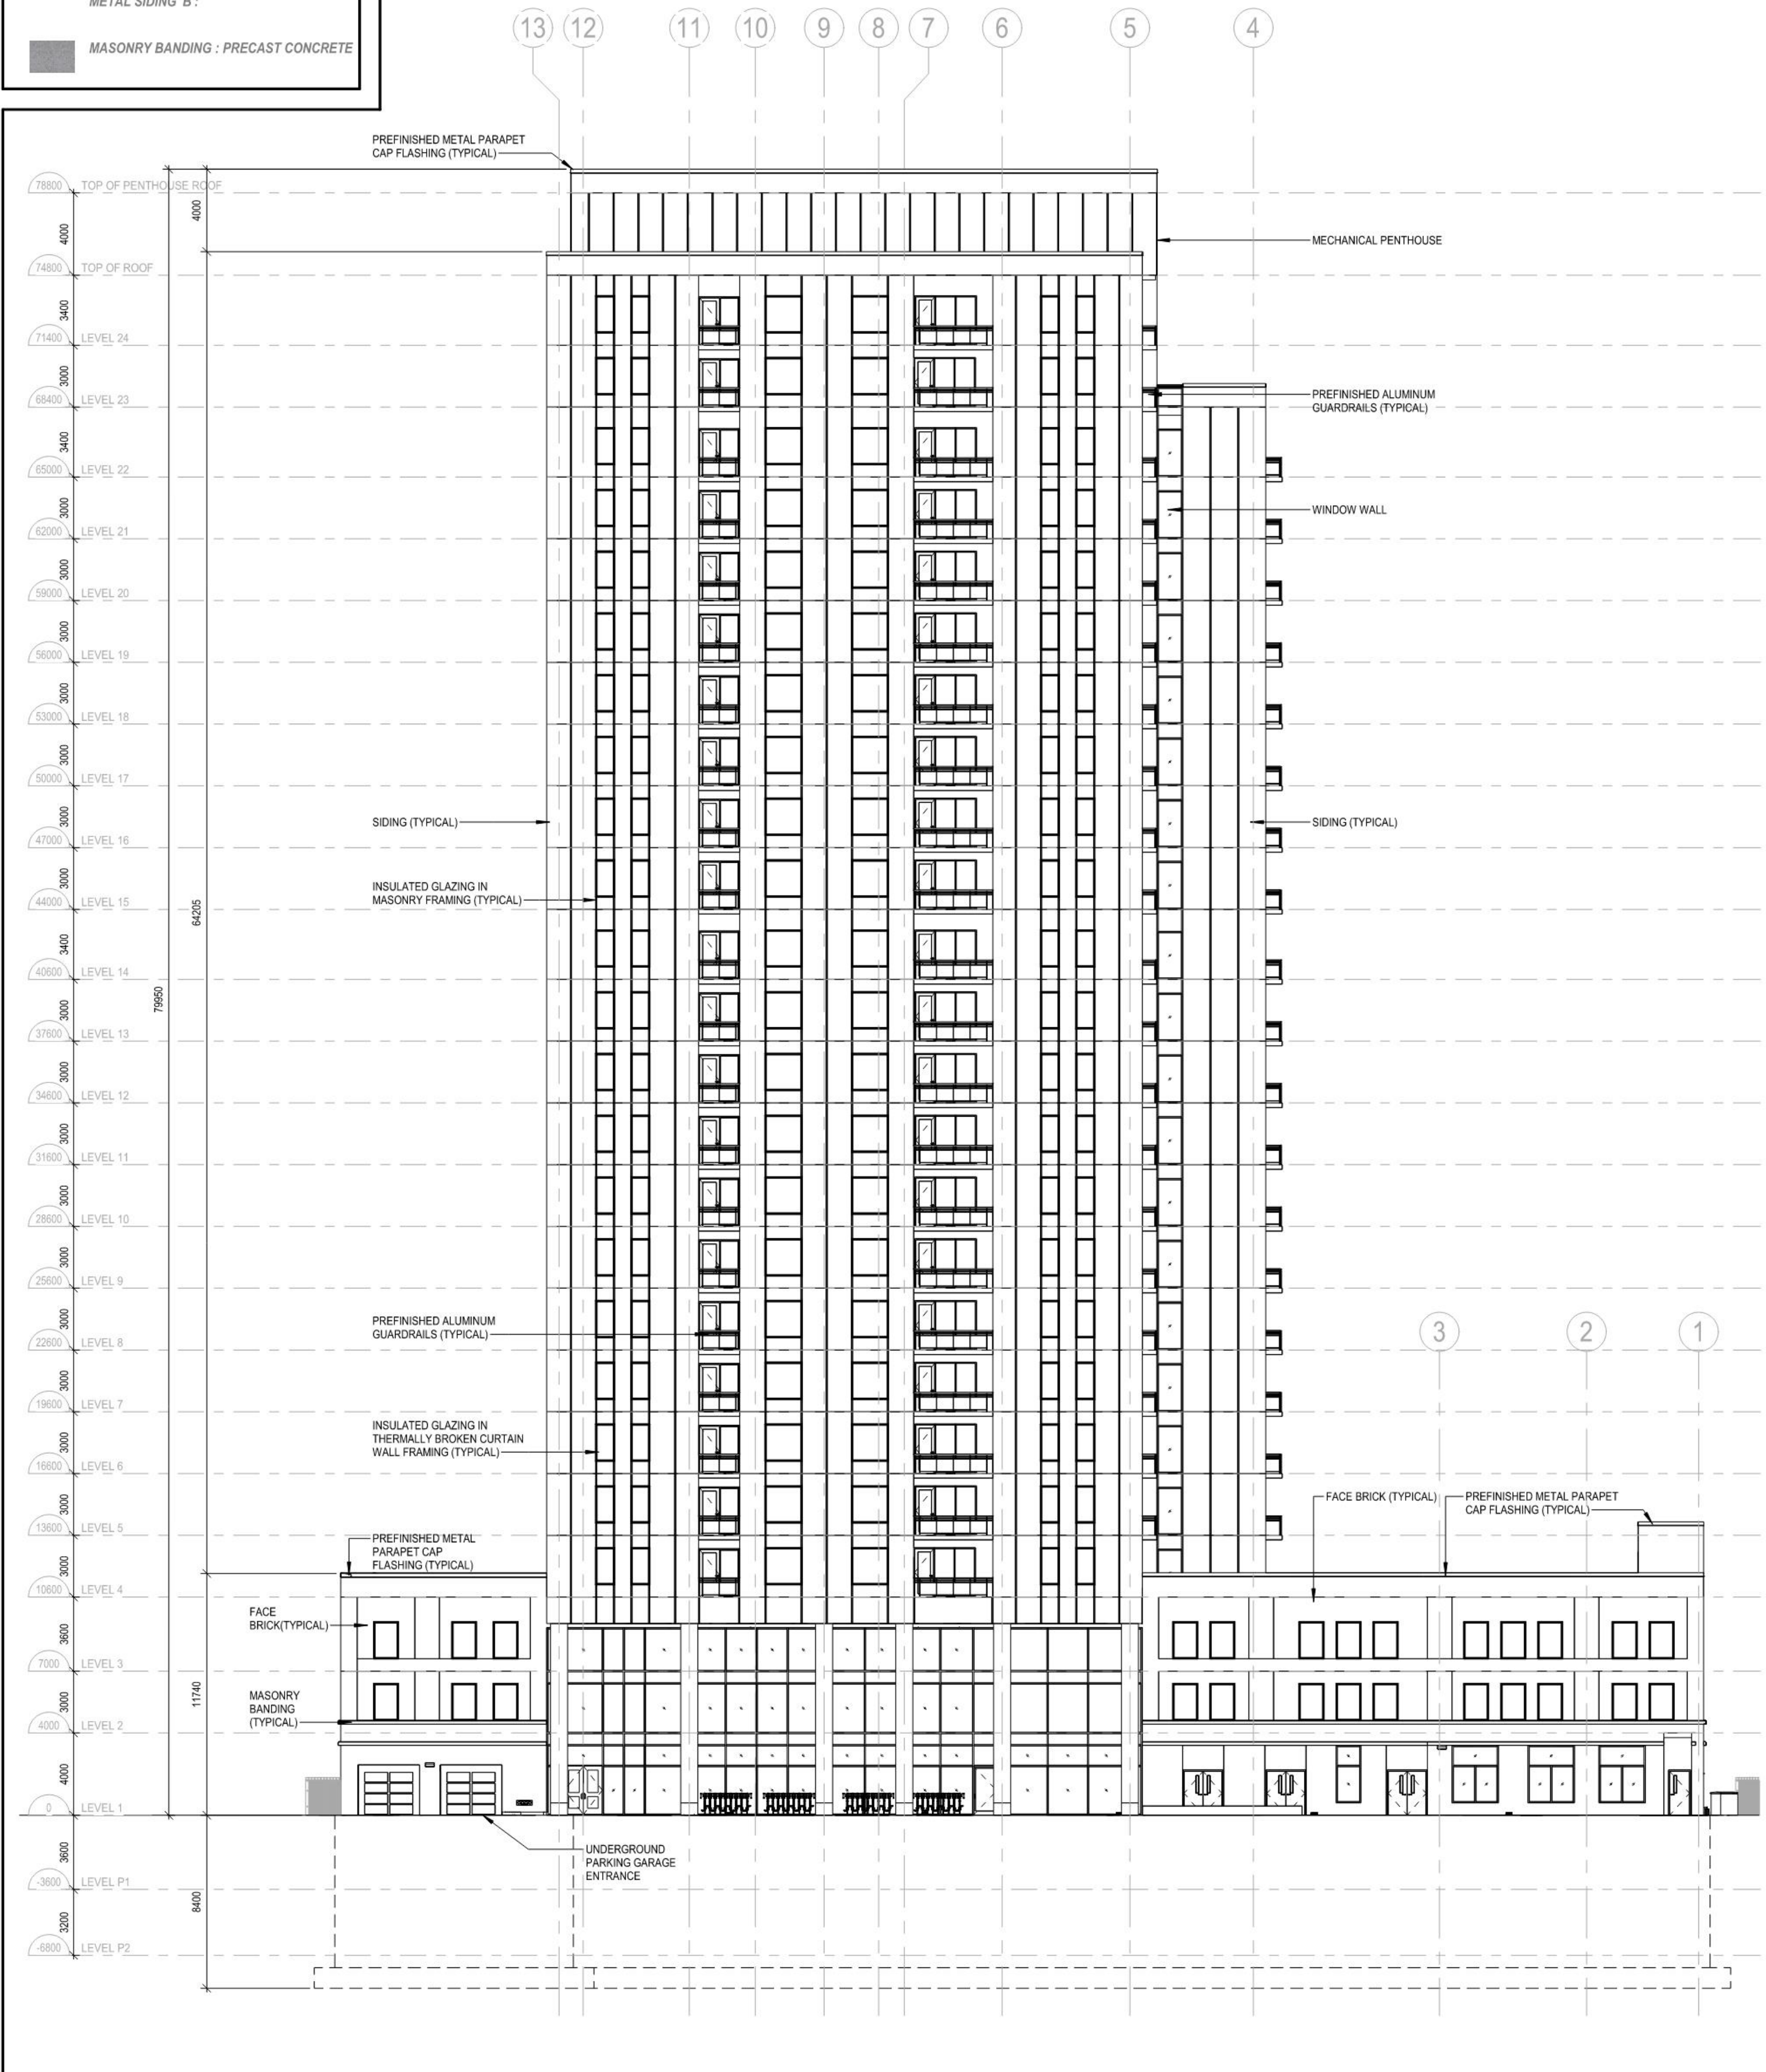 METAL SIDING 'B':
MASONRY BANDING : PRECAST CONCRETE
13 12 11 10 9 8 7 6 5 4
PREFINISHED METAL PARAPET
CAP FLASHING (TYPICAL)
78800 TOP OF PENTHOUSE ROOF
4000
4000
MECHANICAL PENTHOUSE
74800 TOP OF ROOF
3400
71400 LEVEL 24
3000
PREFINISHED ALUMINUM
GUARDRAILS (TYPICAL)
68400 LEVEL 23
3400
65000 LEVEL 22
3000
WINDOW WALL
62000 LEVEL 21
3000
59000 LEVEL 20
3000
56000 LEVEL 19
3000
53000 LEVEL 18
3000
50000 LEVEL 17
3000
SIDING (TYPICAL)
SIDING (TYPICAL)
47000 LEVEL 16
3000
INSULATED GLAZING IN
MASONRY FRAMING (TYPICAL)
44000 LEVEL 15
64205
3400
40600 LEVEL 14
79950
3000
37600 LEVEL 13
3000
34600 LEVEL 12
3000
31600 LEVEL 11
3000
28600 LEVEL 10
3000
25600 LEVEL 9
3000
PREFINISHED ALUMINUM
GUARDRAILS (TYPICAL)
3 2 1
22600 LEVEL 8
3000
19600 LEVEL 7
3000
INSULATED GLAZING IN
THERMALLY BROKEN CURTAIN
WALL FRAMING (TYPICAL)
16600 LEVEL 6
3000
FACE BRICK (TYPICAL)
PREFINISHED METAL PARAPET
CAP FLASHING (TYPICAL)
13600 LEVEL 5
3000
PREFINISHED METAL
PARAPET CAP
FLASHING (TYPICAL)
10600 LEVEL 4
3600
FACE
BRICK(TYPICAL)
7000 LEVEL 3
3000
11740
MASONRY
BANDING
(TYPICAL)
4000 LEVEL 2
4000
0 LEVEL 1
3600
UNDERGROUND
PARKING GARAGE
ENTRANCE
-3600 LEVEL P1
8400
3200
-6800 LEVEL P2